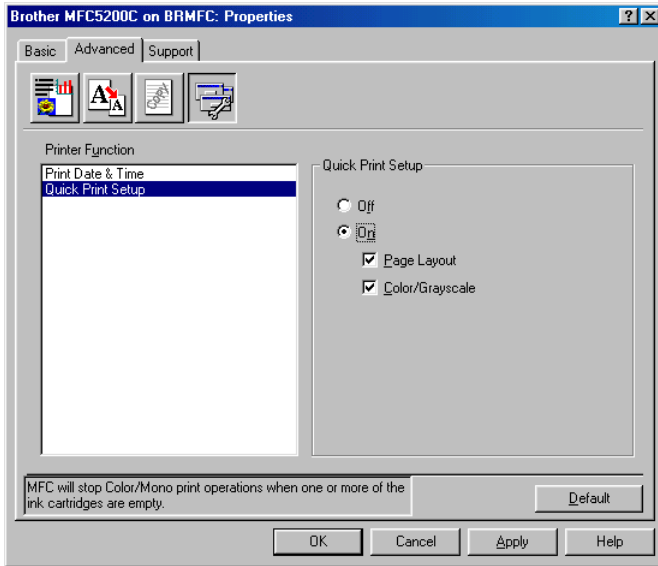 Brother MFC5200C on BRMFC: Properties
Basic
Advanced
Support
A A
copy
Printer Function
Print Date & Time
Quick Print Setup
Quick Print Setup
Off
On
Page Layout
Color/Grayscale
MFC will stop Color/Mono print operations when one or more of the
ink cartridges are empty.
Default
OK
Cancel
Apply
Help